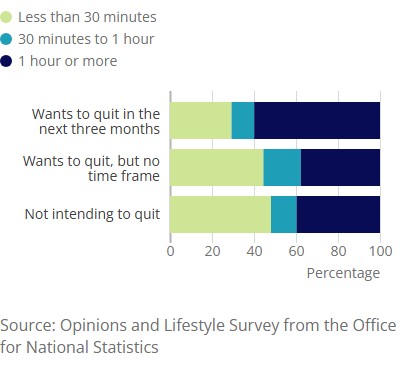 Less than 30 minutes
30 minutes to 1 hour
1 hour or more
Wants to quit in the
next three months
Wants to quit, but no
time frame
Not intending to quit
0 20 40 60 80 100
Percentage
Source: Opinions and Lifestyle Survey from the Office
for National Statistics